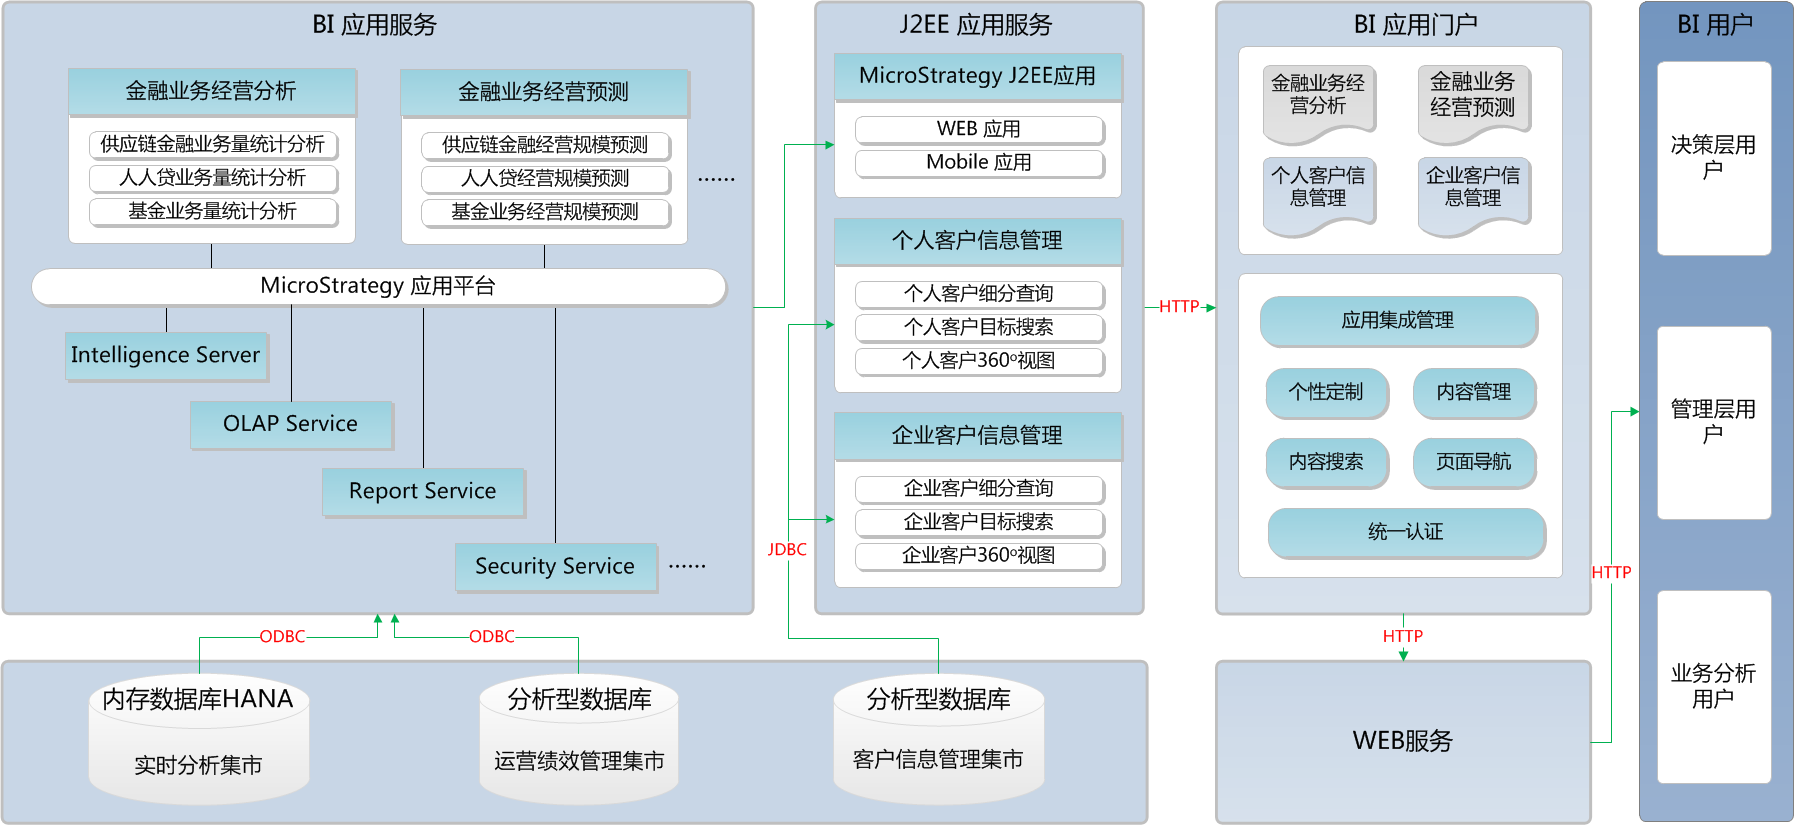 BI 应用服务
金融业务经营分析
供应链金融业务量统计分析
人人贷业务量统计分析
基金业务量统计分析
金融业务经营预测
供应链金融经营规模预测
人人贷经营规模预测
基金业务经营规模预测
……
MicroStrategy 应用平台
Intelligence Server
OLAP Service
Report Service
Security Service
……
J2EE 应用服务
MicroStrategy J2EE应用
WEB 应用
Mobile 应用
个人客户信息管理
个人客户细分查询
个人客户目标搜索
个人客户360°视图
企业客户信息管理
企业客户细分查询
企业客户目标搜索
企业客户360°视图
JDBC
HTTP
BI 应用门户
金融业务经
营分析
金融业务
经营预测
个人客户信
息管理
企业客户信
息管理
应用集成管理
个性定制
内容管理
内容搜索
页面导航
统一认证
HTTP
HTTP
BI 用户
决策层用
户
管理层用
户
业务分析
用户
ODBC
ODBC
内存数据库HANA
实时分析集市
分析型数据库
运营绩效管理集市
分析型数据库
客户信息管理集市
WEB服务